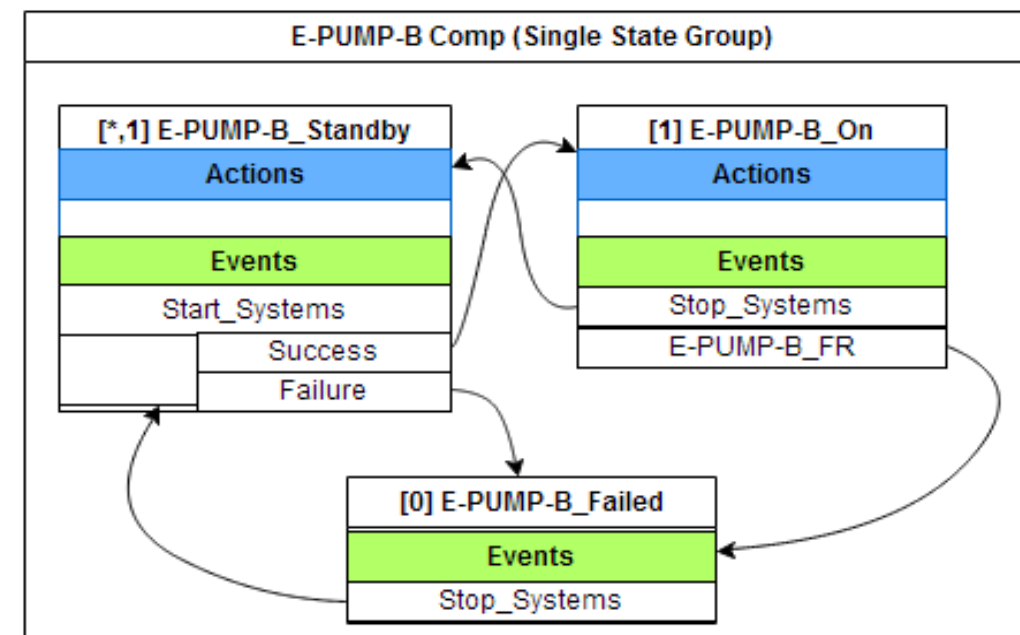 E-PUMP-B Comp (Single State Group)
[*,1] E-PUMP-B_Standby
Actions
Events
Start_Systems
Success
Failure
[1] E-PUMP-B_On
Actions
Events
Stop_Systems
E-PUMP-B_FR
[0] E-PUMP-B_Failed
Events
Stop_Systems